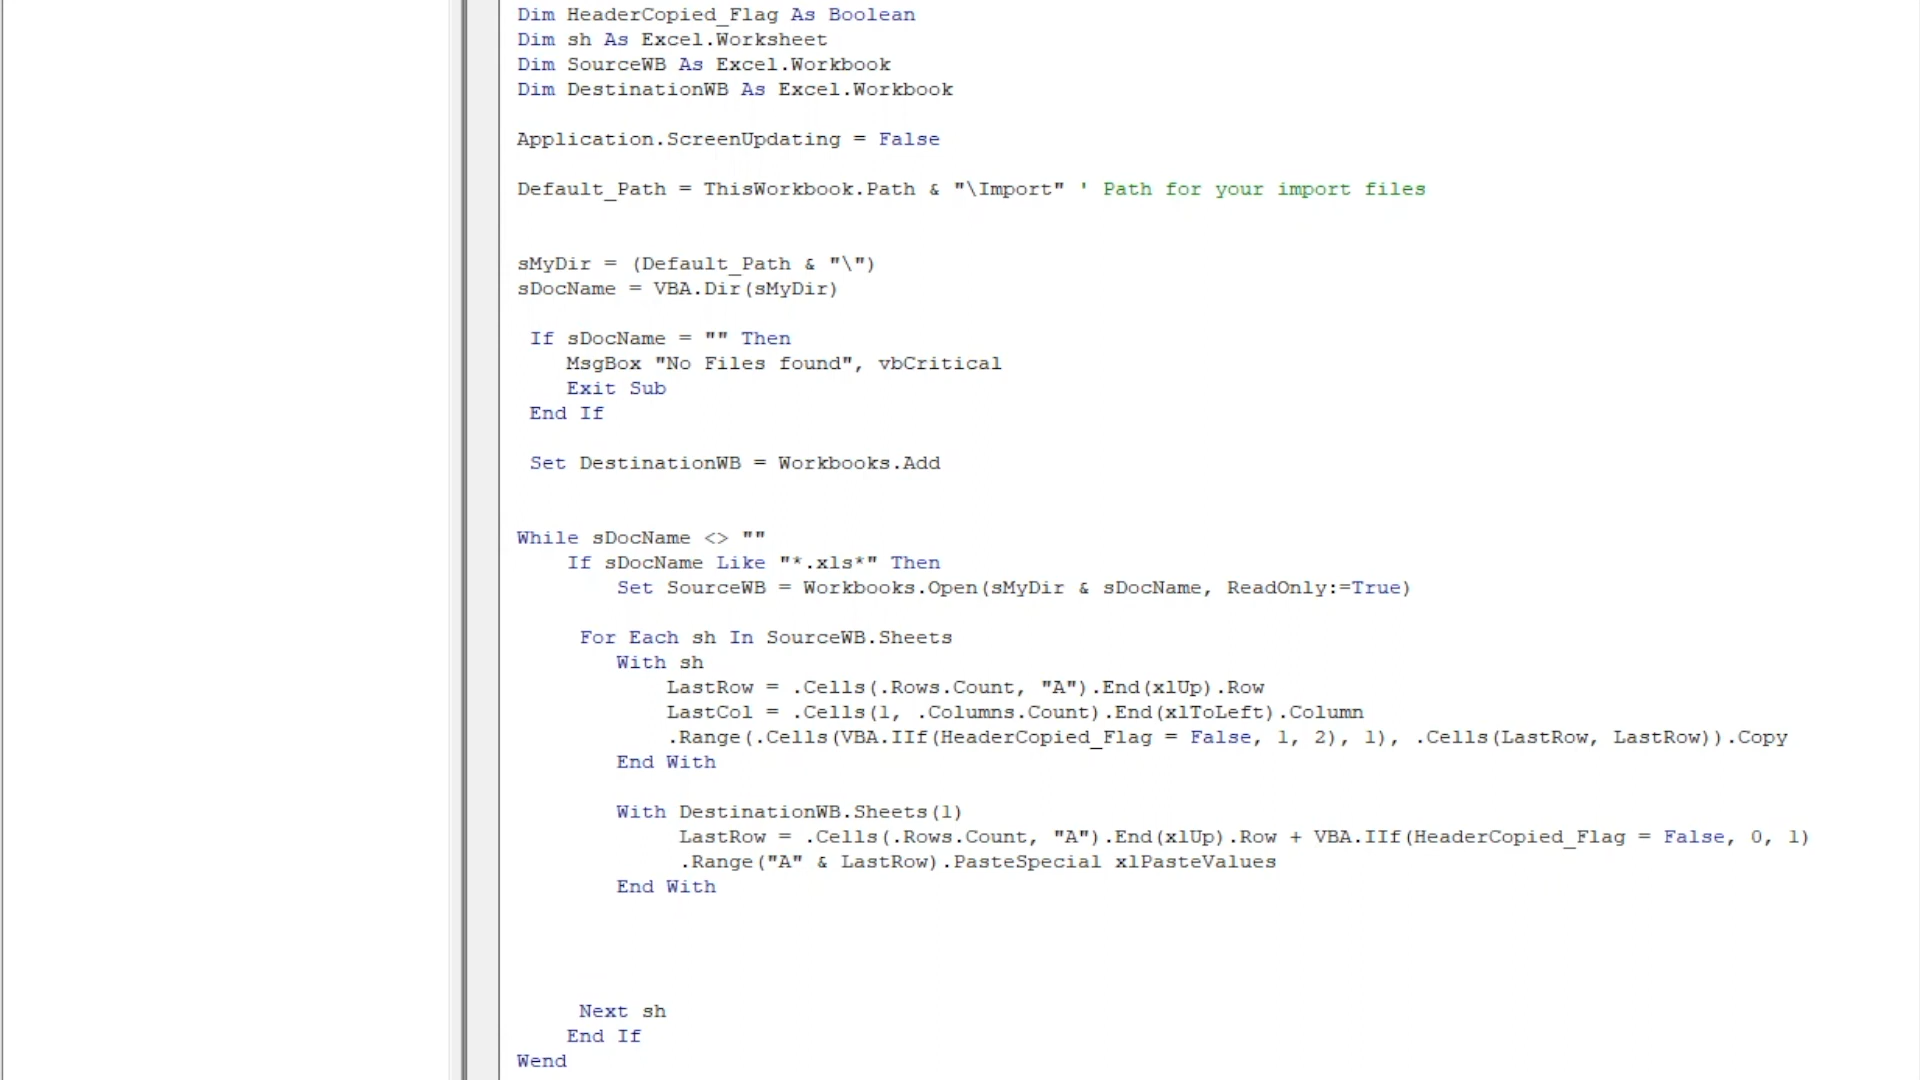 Dim HeaderCopied_Flag As Boolean
Dim sh As Excel.Worksheet
Dim SourceWB As Excel.Workbook
Dim DestinationWB As Excel.Workbook
Application.ScreenUpdating = False
Default_Path = ThisWorkbook.Path & "\Import" ' Path for your import files
sMyDir = (Default_Path & "\")
sDocName = VBA.Dir(sMyDir)
If sDocName = "" Then
MsgBox "No Files found", vbCritical
Exit Sub
End If
Set DestinationWB = Workbooks.Add
While sDocName <> ""
If sDocName Like "*.xls*" Then
Set SourceWB = Workbooks.Open(sMyDir & sDocName, ReadOnly:=True)
For Each sh In SourceWB.Sheets
With sh
LastRow = .Cells(.Rows.Count, "A").End(xlUp).Row
LastCol = .Cells(1, .Columns.Count).End(xlToLeft).Column
.Range(.Cells(VBA.IIf(HeaderCopied_Flag = False, 1, 2), 1), .Cells(LastRow, LastRow)).Copy
End With
With DestinationWB.Sheets(1)
LastRow = .Cells(.Rows.Count, "A").End(xlUp).Row + VBA.IIf(HeaderCopied_Flag = False, 0, 1)
.Range("A" & LastRow).PasteSpecial xlPasteValues
End With
Next sh
End If
Wend